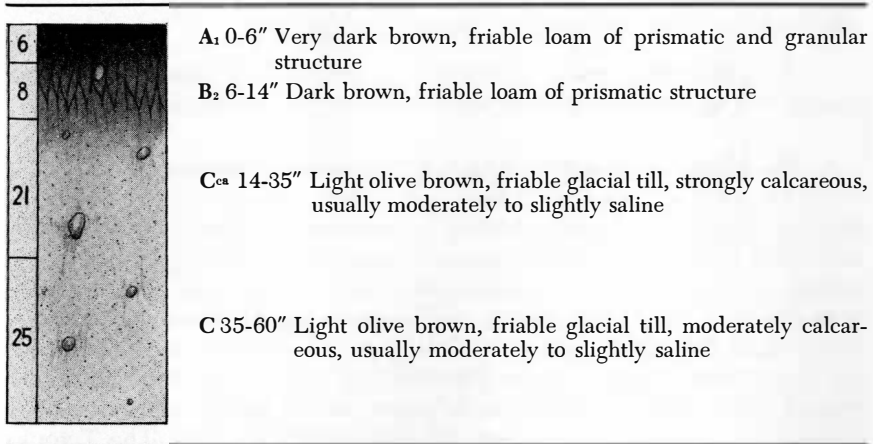 6
8
21
25
A₁ 0-6″ Very dark brown, friable loam of prismatic and granular
structure
B₂ 6-14″ Dark brown, friable loam of prismatic structure
Cca 14-35″ Light olive brown, friable glacial till, strongly calcareous,
usually moderately to slightly saline
C 35-60″ Light olive brown, friable glacial till, moderately calcar-
eous, usually moderately to slightly saline